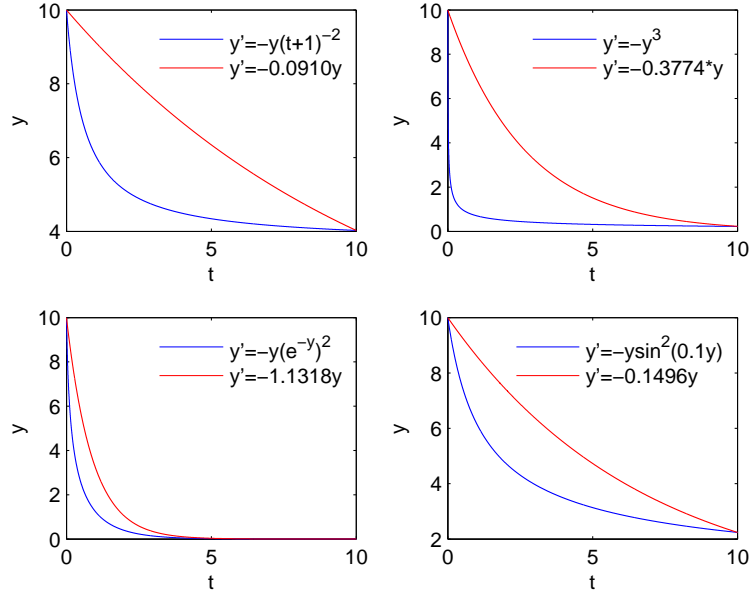 10
8
6
4
y
0
5
10
t
y'=−y(t+1)^−2
y'=−0.0910y
10
8
6
4
2
0
y
0
5
10
t
y'=−y^3
y'=−0.3774*y
10
8
6
4
2
0
y
0
5
10
t
y'=−y(e^−y)^2
y'=−1.1318y
10
8
6
4
2
y
0
5
10
t
y'=−ysin^2(0.1y)
y'=−0.1496y